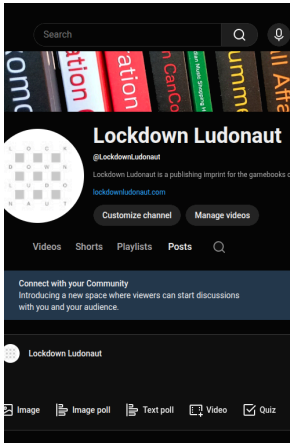 Search
Lockdown Ludonaut
@LockdownLudonaut
Lockdown Ludonaut is a publishing imprint for the gamebooks
lockdownludonaut.com
Customize channel
Manage videos
Videos Shorts Playlists Posts
Connect with your Community
Introducing a new space where viewers can start discussions
with you and your audience.
Lockdown Ludonaut
Image Image poll Text poll Video Quiz